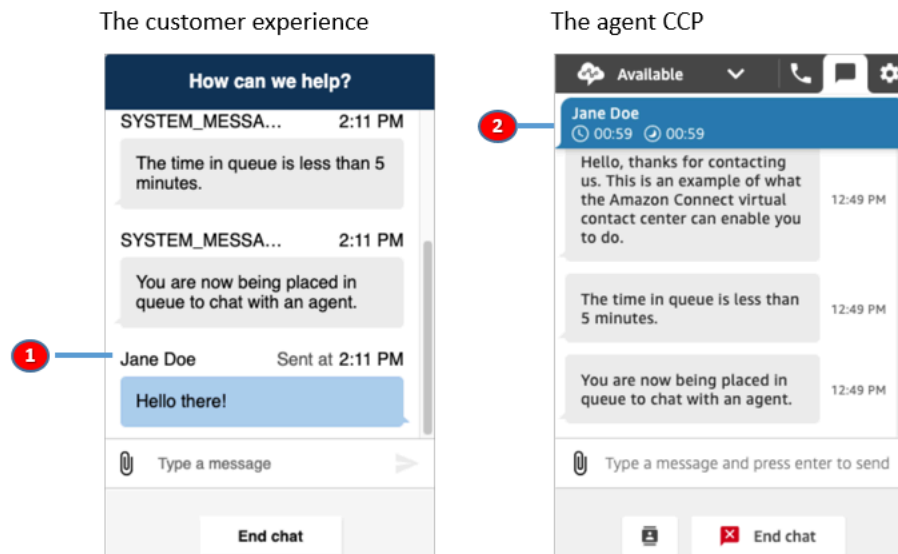 The customer experience
How can we help?
SYSTEM_MESSA... 2:11 PM
The time in queue is less than 5
minutes.
SYSTEM_MESSA... 2:11 PM
You are now being placed in
queue to chat with an agent.
1
Jane Doe Sent at 2:11 PM
Hello there!
Type a message
End chat
The agent CCP
Available
2
Jane Doe
00:59 00:59
Hello, thanks for contacting
us. This is an example of what
the Amazon Connect virtual
contact center can enable you
to do.
12:49 PM
The time in queue is less than
5 minutes.
12:49 PM
You are now being placed in
queue to chat with an agent.
12:49 PM
Type a message and press enter to send
End chat